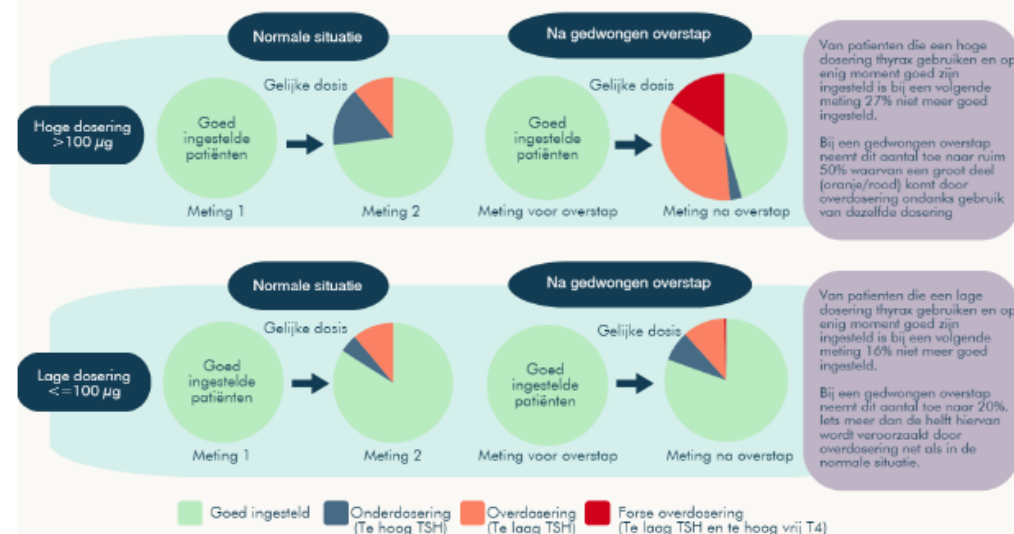 Normale situatie
Na gedwongen overstap
Hoge dosering
>100 µg
Goed
ingestelde
patiënten
Meting 1
Gelijke dosis
Meting 2
Goed
ingestelde
patiënten
Meting voor overstap
Gelijke dosis
Meting na overstap
Van patienten die een hoge
dosering thyrax gebruiken en op
enig moment goed zijn
ingesteld is bij een volgende
meting 27% niet meer goed
ingesteld.
Bij een gedwongen overstap
neemt dit aantal toe naar ruim
50% waarvan een groot deel
(oranje/rood) komt door
overdosering ondanks gebruik
van dezelfde dosering
Normale situatie
Na gedwongen overstap
Lage dosering
<=100 µg
Goed
ingestelde
patiënten
Meting 1
Gelijke dosis
Meting 2
Goed
ingestelde
patiënten
Meting voor overstap
Gelijke dosis
Meting na overstap
Van patienten die een lage
dosering thyrax gebruiken en op
enig moment goed zijn
ingesteld is bij een volgende
meting 16% niet meer goed
ingesteld.
Bij een gedwongen overstap
neemt dit aantal toe naar 20%.
Iets meer dan de helft hiervan
wordt veroorzaakt door
overdosering net als in de
normale situatie.
Goed ingesteld
Onderdosering
(Te hoog TSH)
Overdosering
(Te laag TSH)
Forse overdosering
(Te laag TSH en te hoog vrij T4)